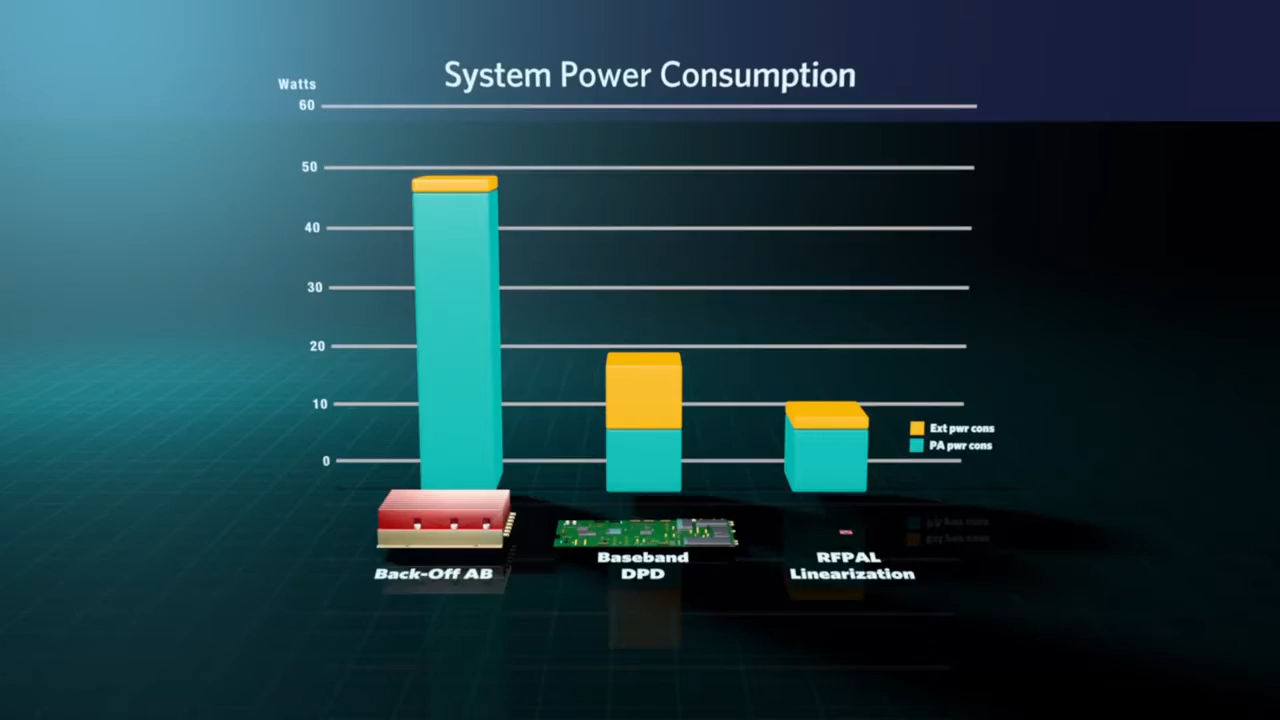 System Power Consumption
Watts
60
50
40
30
20
10
0
Ext pwr cons
PA pwr cons
Back-Off AB
Baseband
DPD
RFPAL
Linearization